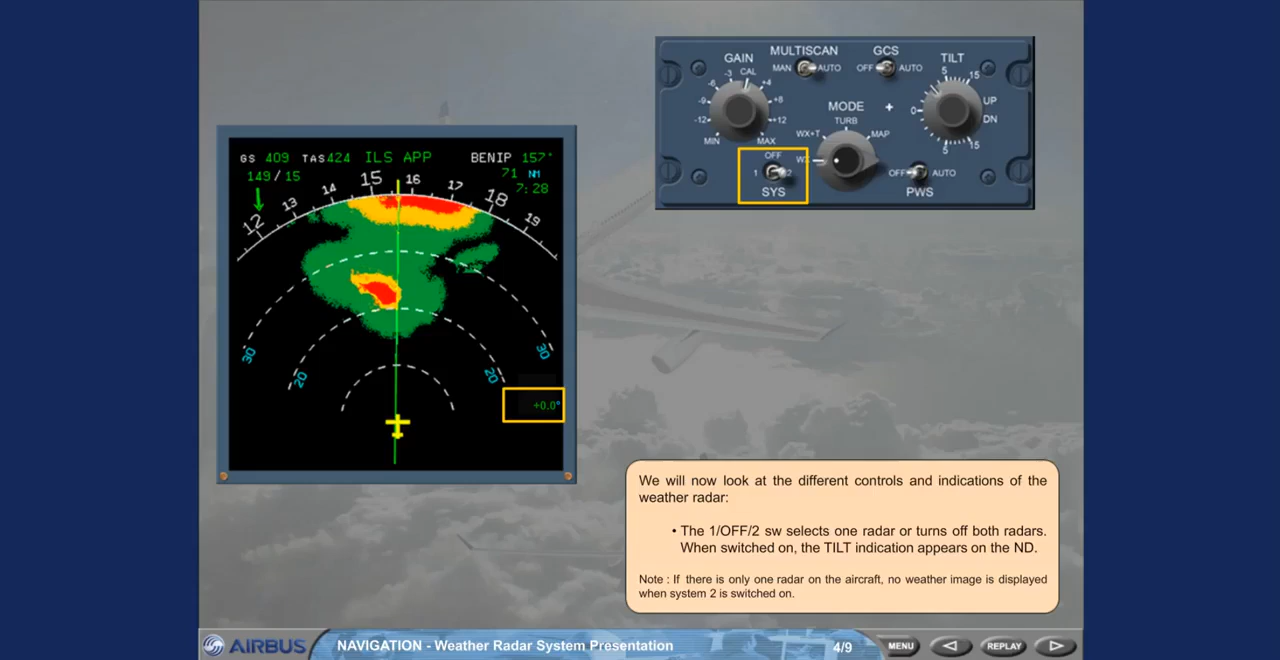 MULTISCAN
GCS
GAIN
TILT
MAN AUTO
OFF AUTO
-3 CAL +4
-6
-9 +8
-12 +12
MIN MAX
5 15
0
UP
DN
5 15
MODE +
TURB
WX+T MAP
WX
OFF
1 2
SYS
OFF AUTO
PWS
GS 409 TAS424 ILS APP BENIP 157°
149/15 71 NM
7:28
12 13 14 15 16 17 18 19
30 30
20 20
+0.0°
We will now look at the different controls and indications of the
weather radar:
• The 1/OFF/2 sw selects one radar or turns off both radars.
When switched on, the TILT indication appears on the ND.
Note : If there is only one radar on the aircraft, no weather image is displayed
when system 2 is switched on.
AIRBUS NAVIGATION - Weather Radar System Presentation 4/9 MENU REPLAY